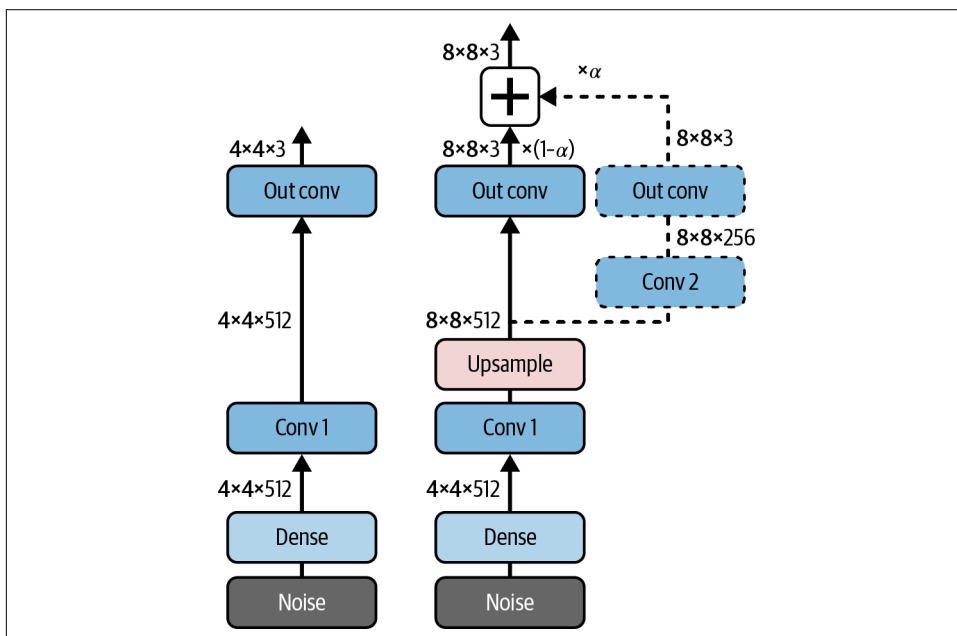 8×8×3
×α
4×4×3
8×8×3 ×(1-α)
8×8×3
Out conv
Out conv
Out conv
8×8×256
Conv 2
4×4×512
8×8×512
Upsample
Conv 1
Conv 1
4×4×512
4×4×512
Dense
Dense
Noise
Noise